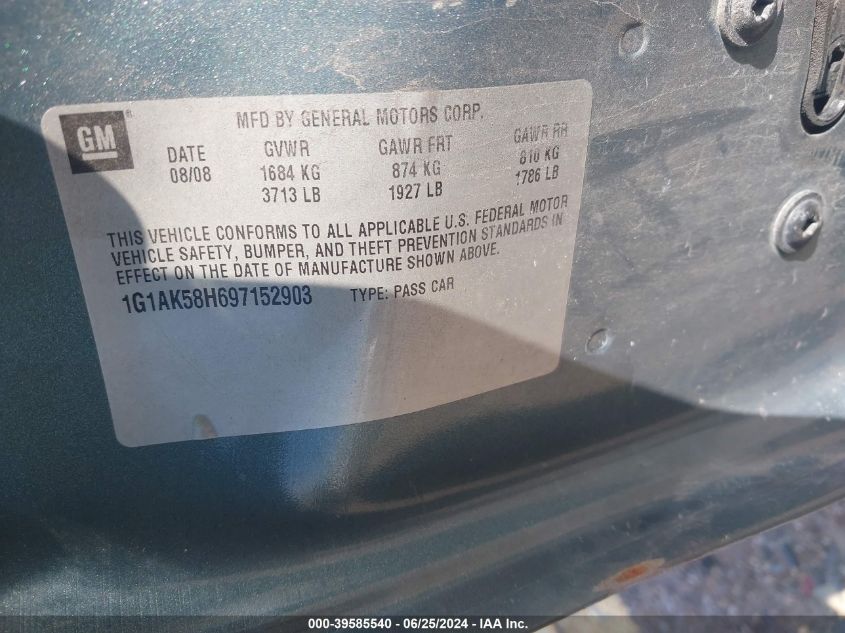 GM®
MFD BY GENERAL MOTORS CORP.
DATE GVWR GAWR FRT GAWR RR
08/08 1684 KG 874 KG 810 KG
3713 LB 1927 LB 1786 LB
THIS VEHICLE CONFORMS TO ALL APPLICABLE U.S. FEDERAL MOTOR
VEHICLE SAFETY, BUMPER, AND THEFT PREVENTION STANDARDS IN
EFFECT ON THE DATE OF MANUFACTURE SHOWN ABOVE.
1G1AK58H697152903 TYPE: PASS CAR
000-39585540 - 06/25/2024 - IAA Inc.